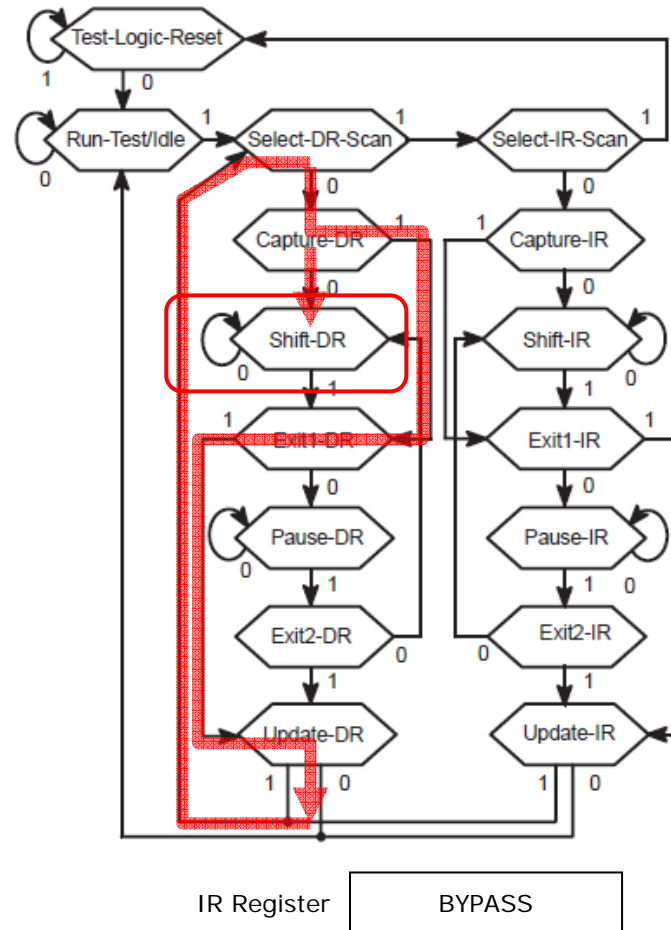 Test-Logic-Reset
1 0
Run-Test/Idle 1 Select-DR-Scan 1 Select-IR-Scan 1
0 0 0
Capture-DR 1 1 Capture-IR
0 0
Shift-DR Shift-IR
0 0
1 1
1 Exit1-DR Exit1-IR 1
0 0
Pause-DR Pause-IR
0 0
1 1
Exit2-DR 0 0 Exit2-IR
1 1
Update-DR Update-IR
1 0 1 0
IR Register BYPASS